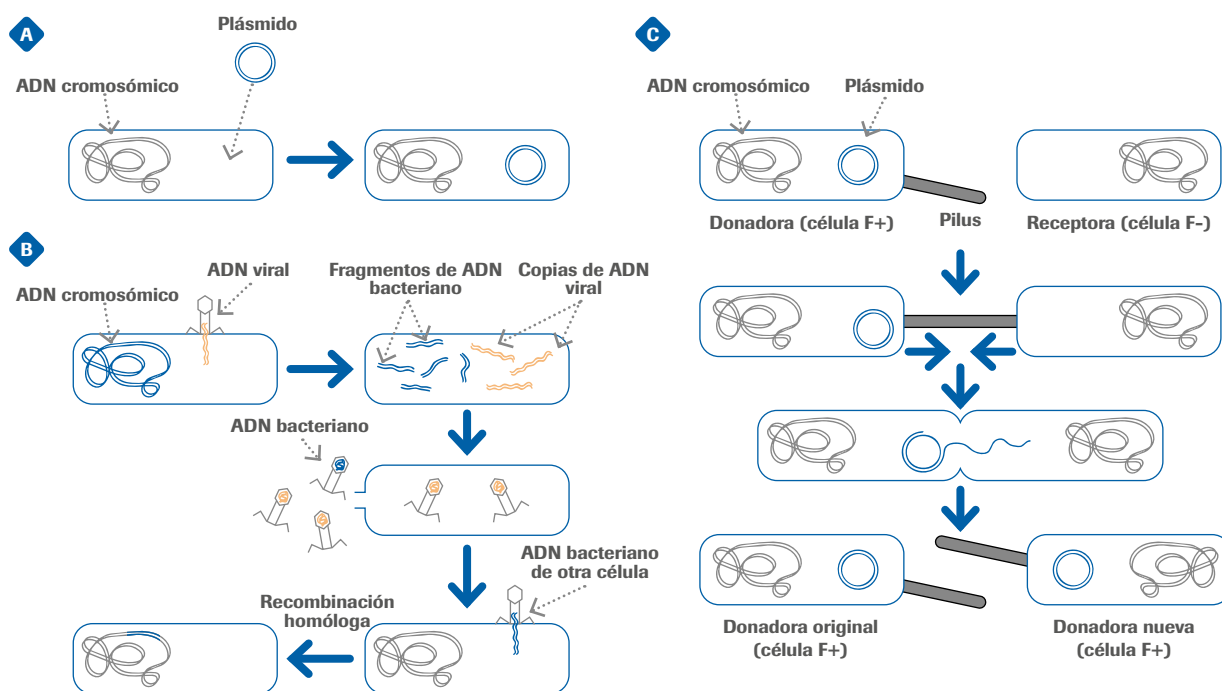 A
Plásmido
ADN cromosómico
B
ADN viral
ADN cromosómico
Fragmentos de ADN
bacteriano
Copias de ADN
viral
ADN bacteriano
ADN bacteriano
de otra célula
Recombinación
homóloga
C
ADN cromosómico
Plásmido
Donadora (célula F+)
Pilus
Receptora (célula F-)
Donadora original
(célula F+)
Donadora nueva
(célula F+)